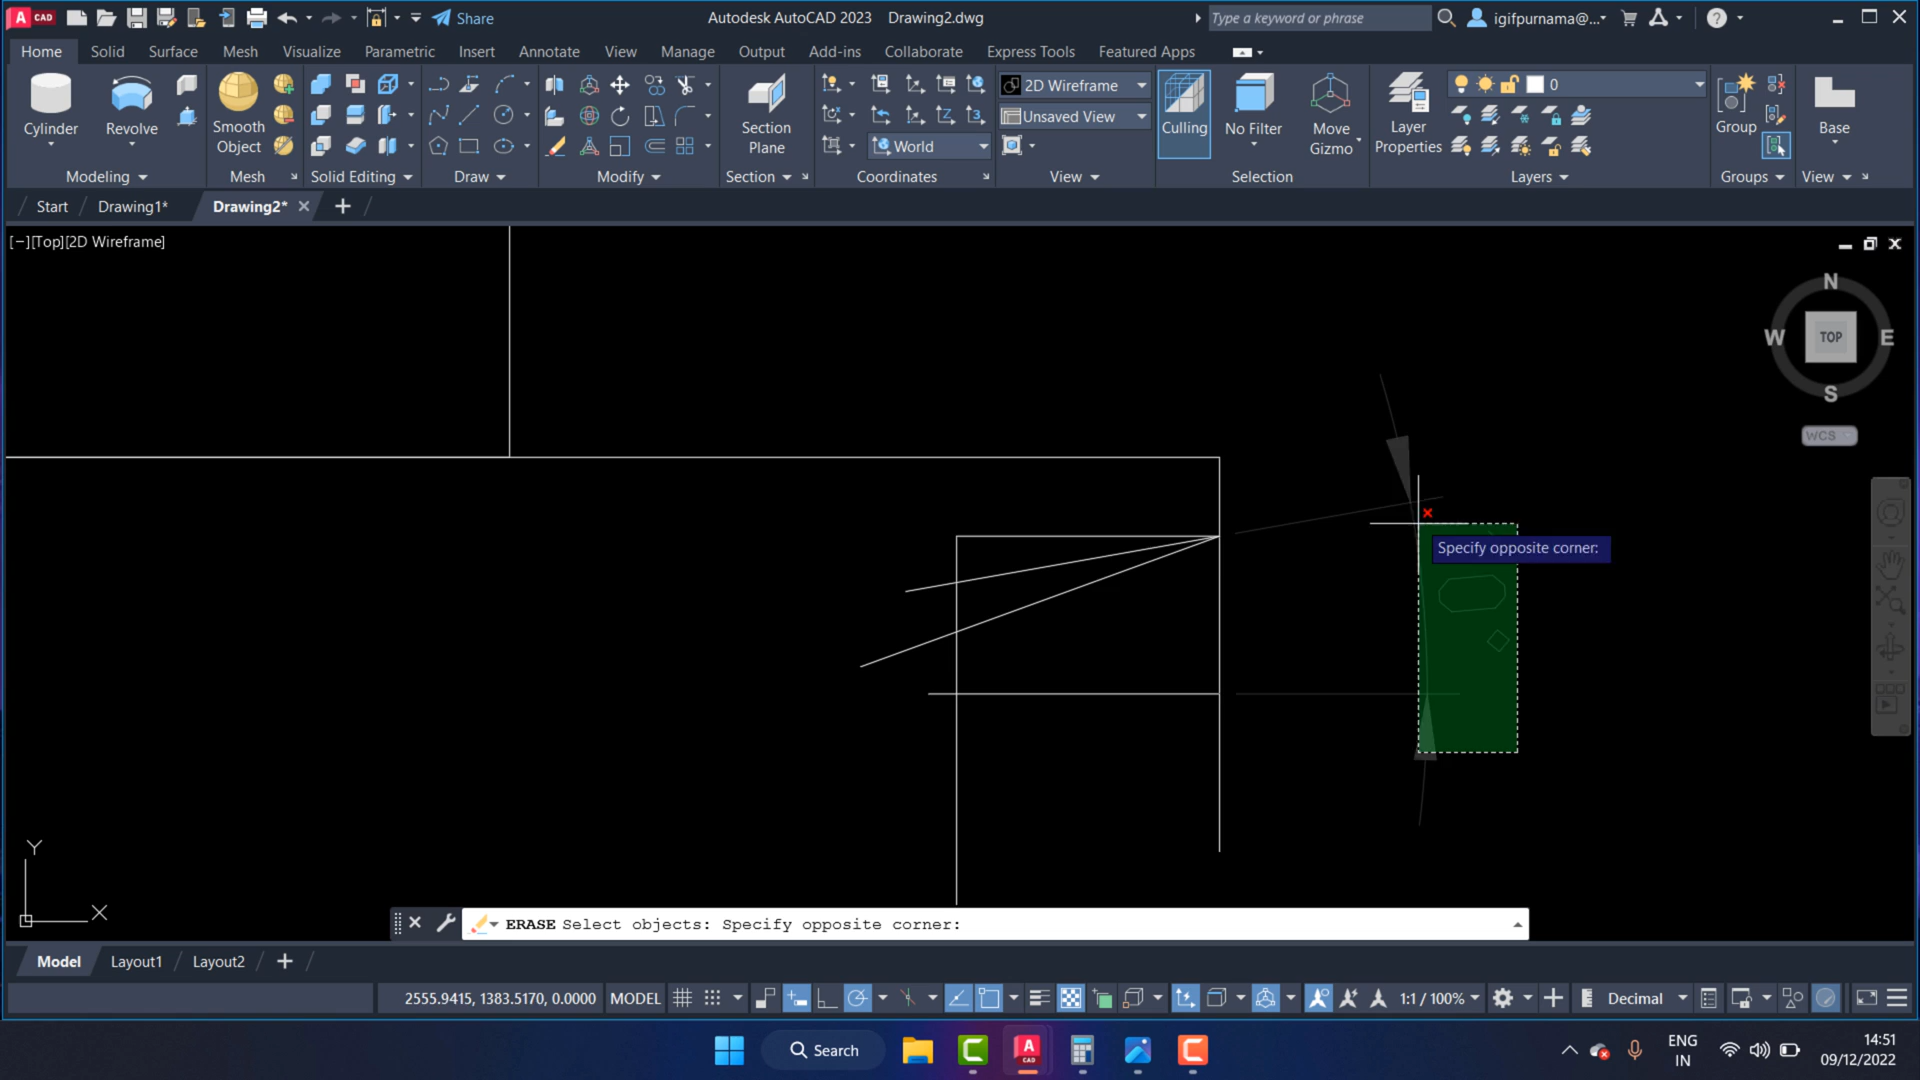 A CAD
Share
Autodesk AutoCAD 2023 Drawing2.dwg
Type a keyword or phrase
igifpurnama@...
Home Solid Surface Mesh Visualize Parametric Insert Annotate View Manage Output Add-ins Collaborate Express Tools Featured Apps
Cylinder
Revolve
Smooth Object
Section Plane
World
2D Wireframe
Unsaved View
Culling
No Filter
Move Gizmo
Layer Properties
0
Group
Base
Modeling Mesh Solid Editing Draw Modify Section Coordinates View Selection Layers Groups View
Start Drawing1* Drawing2*
[−][Top][2D Wireframe]
N
W TOP E
S
WCS
Specify opposite corner:
Y
X
ERASE Select objects: Specify opposite corner:
Model Layout1 Layout2
2555.9415, 1383.5170, 0.0000 MODEL 1:1 / 100% Decimal
Search
A CAD
ENG
IN
14:51
09/12/2022